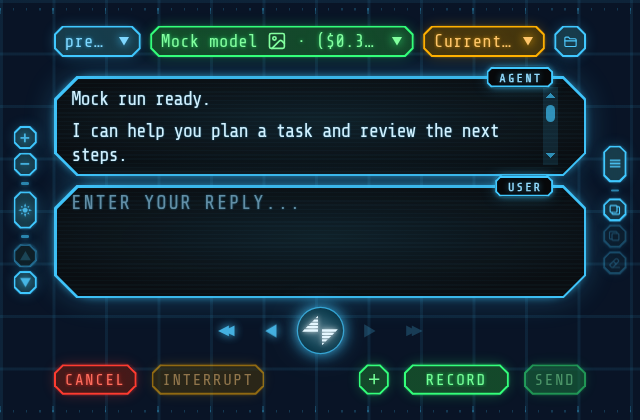 pre…
Mock model · ($0.3…
Current…
AGENT
Mock run ready.
I can help you plan a task and review the next
steps.
USER
ENTER YOUR REPLY...
CANCEL
INTERRUPT
+
RECORD
SEND